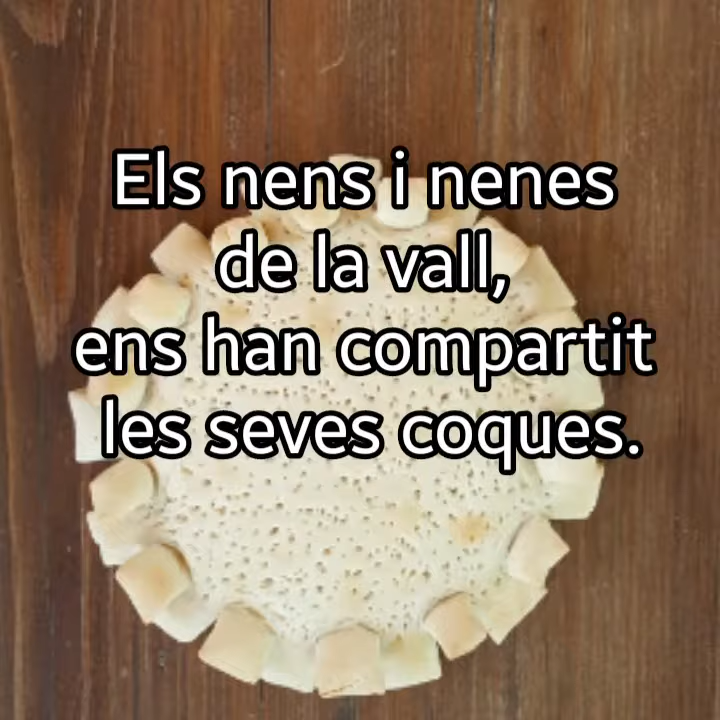 Els nens i nenes
de la vall,
ens han compartit
les seves coques.